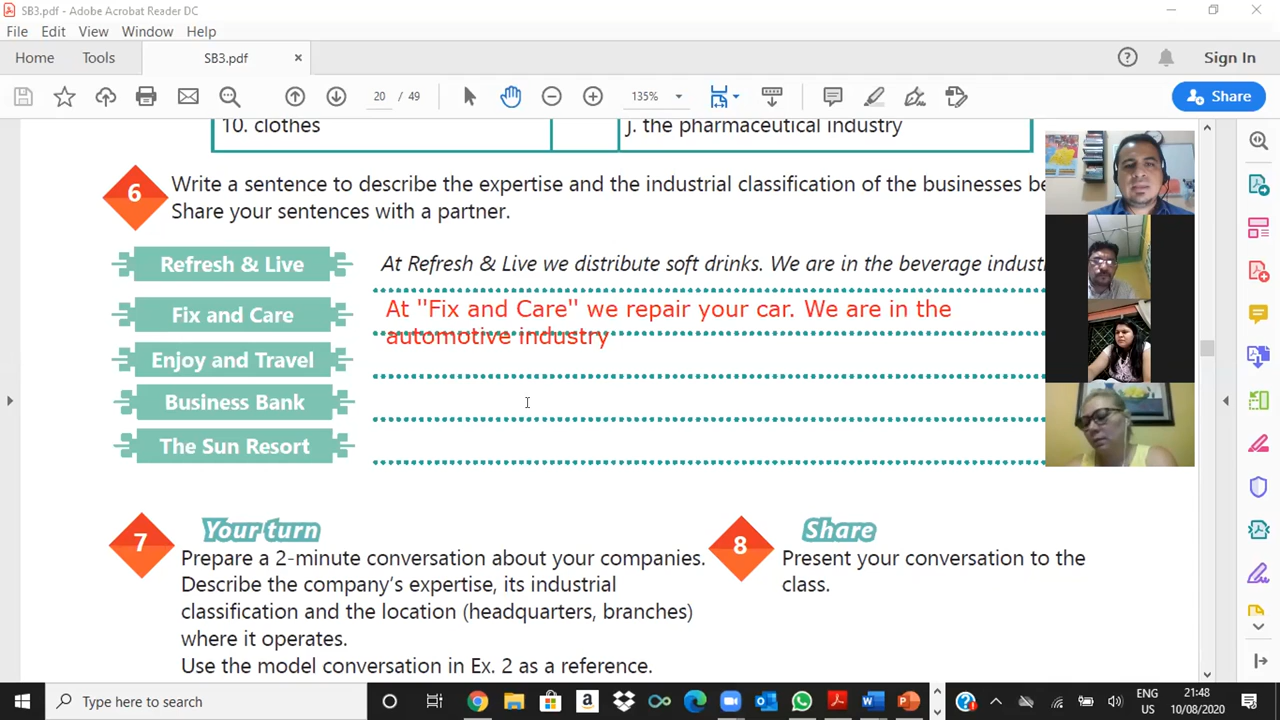 SB3.pdf - Adobe Acrobat Reader DC
File Edit View Window Help
Home Tools SB3.pdf × Sign In
20 / 49 135% Share
10. clothes j. the pharmaceutical industry
6 Write a sentence to describe the expertise and the industrial classification of the businesses be
Share your sentences with a partner.
Refresh & Live At Refresh & Live we distribute soft drinks. We are in the beverage industr
Fix and Care At "Fix and Care" we repair your car. We are in the
automotive industry
Enjoy and Travel
Business Bank
The Sun Resort
7 Your turn
Prepare a 2-minute conversation about your companies.
Describe the company's expertise, its industrial
classification and the location (headquarters, branches)
where it operates.
Use the model conversation in Ex. 2 as a reference.
8 Share
Present your conversation to the
class.
Type here to search
ENG 21:48
US 10/08/2020